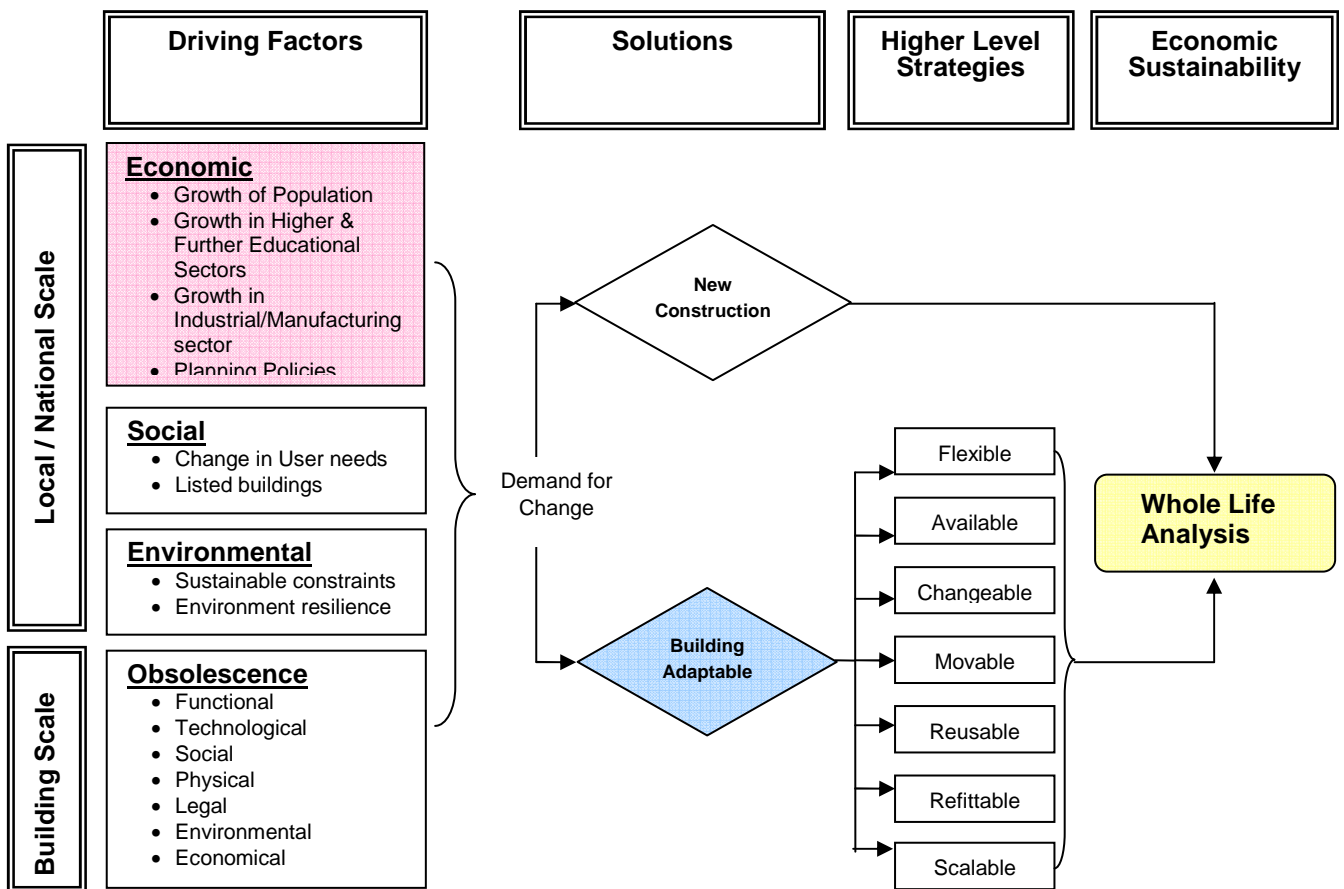 Driving Factors
Solutions
Higher Level
Strategies
Economic
Sustainability
Local / National Scale
Economic
• Growth of Population
• Growth in Higher &
Further Educational
Sectors
• Growth in
Industrial/Manufacturing
sector
• Planning Policies
Social
• Change in User needs
• Listed buildings
Environmental
• Sustainable constraints
• Environment resilience
Building Scale
Obsolescence
• Functional
• Technological
• Social
• Physical
• Legal
• Environmental
• Economical
Demand for
Change
New
Construction
Building
Adaptable
Flexible
Available
Changeable
Movable
Reusable
Refittable
Scalable
Whole Life
Analysis